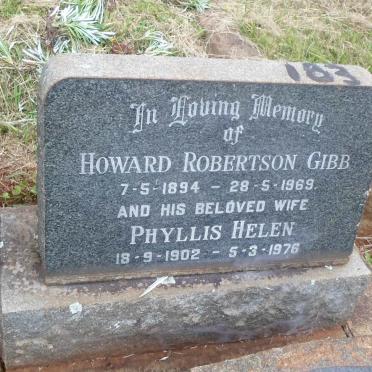 183
In Loving Memory
of
HOWARD ROBERTSON GIBB
7-5-1894 - 28-5-1969.
AND HIS BELOVED WIFE
PHYLLIS HELEN
18-9-1902 - 5-3-1976